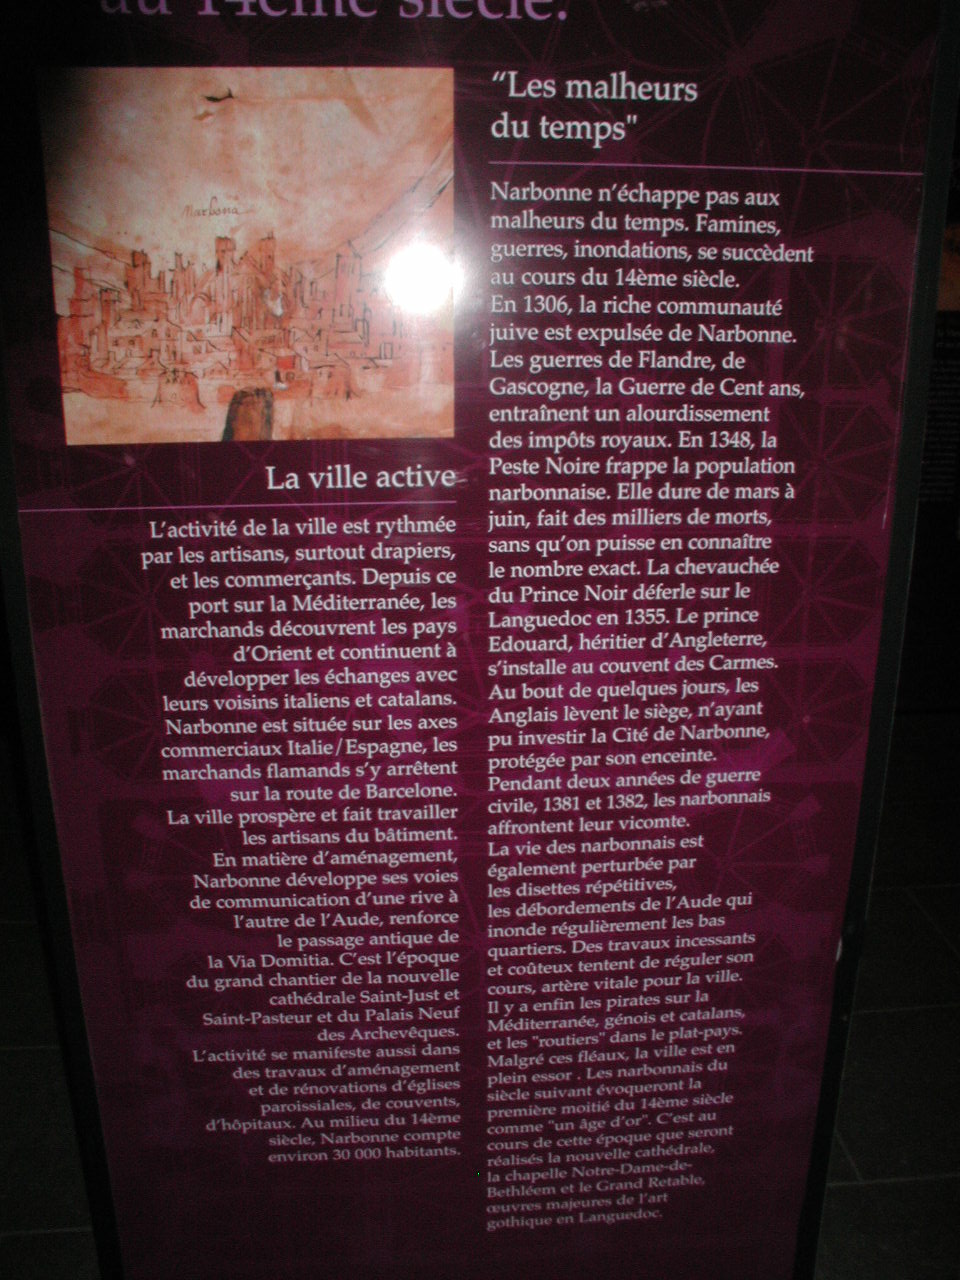 au 14ème siècle.
Narbona
La ville active
L'activité de la ville est rythmée
par les artisans, surtout drapiers,
et les commerçants. Depuis ce
port sur la Méditerranée, les
marchands découvrent les pays
d'Orient et continuent à
développer les échanges avec
leurs voisins italiens et catalans.
Narbonne est située sur les axes
commerciaux Italie/Espagne, les
marchands flamands s'y arrêtent
sur la route de Barcelone.
La ville prospère et fait travailler
les artisans du bâtiment.
En matière d'aménagement,
Narbonne développe ses voies
de communication d'une rive à
l'autre de l'Aude, renforce
le passage antique de
la Via Domitia. C'est l'époque
du grand chantier de la nouvelle
cathédrale Saint-Just et
Saint-Pasteur et du Palais Neuf
des Archevêques.
L'activité se manifeste aussi dans
des travaux d'aménagement
et de rénovations d'églises
paroissiales, de couvents,
d'hôpitaux. Au milieu du 14ème
siècle, Narbonne compte
environ 30 000 habitants.
“Les malheurs
du temps"
Narbonne n'échappe pas aux
malheurs du temps. Famines,
guerres, inondations, se succèdent
au cours du 14ème siècle.
En 1306, la riche communauté
juive est expulsée de Narbonne.
Les guerres de Flandre, de
Gascogne, la Guerre de Cent ans,
entraînent un alourdissement
des impôts royaux. En 1348, la
Peste Noire frappe la population
narbonnaise. Elle dure de mars à
juin, fait des milliers de morts,
sans qu'on puisse en connaître
le nombre exact. La chevauchée
du Prince Noir déferle sur le
Languedoc en 1355. Le prince
Edouard, héritier d'Angleterre,
s'installe au couvent des Carmes.
Au bout de quelques jours, les
Anglais lèvent le siège, n'ayant
pu investir la Cité de Narbonne,
protégée par son enceinte.
Pendant deux années de guerre
civile, 1381 et 1382, les narbonnais
affrontent leur vicomte.
La vie des narbonnais est
également perturbée par
les disettes répétitives,
les débordements de l'Aude qui
inonde régulièrement les bas
quartiers. Des travaux incessants
et coûteux tentent de réguler son
cours, artère vitale pour la ville.
Il y a enfin les pirates sur la
Méditerranée, génois et catalans,
et les "routiers" dans le plat-pays.
Malgré ces fléaux, la ville est en
plein essor . Les narbonnais du
siècle suivant évoqueront la
première moitié du 14ème siècle
comme "un âge d'or". C'est au
cours de cette époque que seront
réalisés la nouvelle cathédrale,
la chapelle Notre-Dame-de-
Bethléem et le Grand Retable,
œuvres majeures de l'art
gothique en Languedoc.